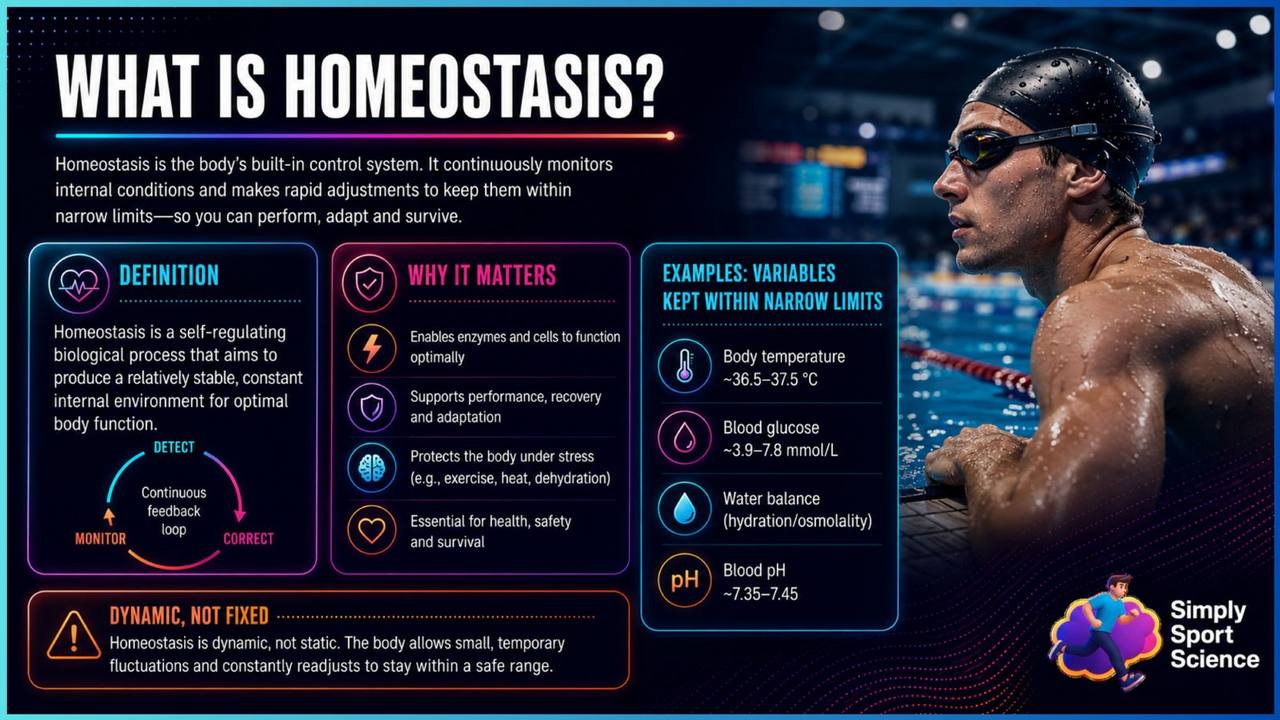 WHAT IS HOMEOSTASIS?
Homeostasis is the body's built-in control system. It continuously monitors
internal conditions and makes rapid adjustments to keep them within
narrow limits—so you can perform, adapt and survive.
DEFINITION
Homeostasis is a self-regulating
biological process that aims to
produce a relatively stable, constant
internal environment for optimal
body function.
DETECT
Continuous
feedback
loop
MONITOR
CORRECT
WHY IT MATTERS
Enables enzymes and cells to function
optimally
Supports performance, recovery
and adaptation
Protects the body under stress
(e.g., exercise, heat, dehydration)
Essential for health, safety
and survival
EXAMPLES: VARIABLES
KEPT WITHIN NARROW LIMITS
Body temperature
~36.5–37.5 °C
Blood glucose
~3.9–7.8 mmol/L
Water balance
(hydration/osmolality)
pH
Blood pH
~7.35–7.45
DYNAMIC, NOT FIXED
Homeostasis is dynamic, not static. The body allows small, temporary
fluctuations and constantly readjusts to stay within a safe range.
Simply
Sport
Science